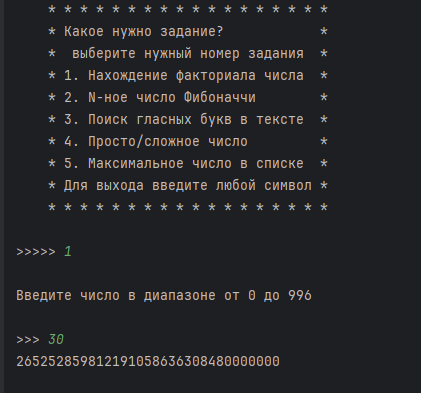 * * * * * * * * * * * * * * * * * *
* Какое нужно задание? *
* выберите нужный номер задания *
* 1. Нахождение факториала числа *
* 2. N-ное число Фибоначчи *
* 3. Поиск гласных букв в тексте *
* 4. Просто/сложное число *
* 5. Максимальное число в списке *
* Для выхода введите любой символ *
* * * * * * * * * * * * * * * * * *
>>>>> 1
Введите число в диапазоне от 0 до 996
>>> 30
265252859812191058636308480000000